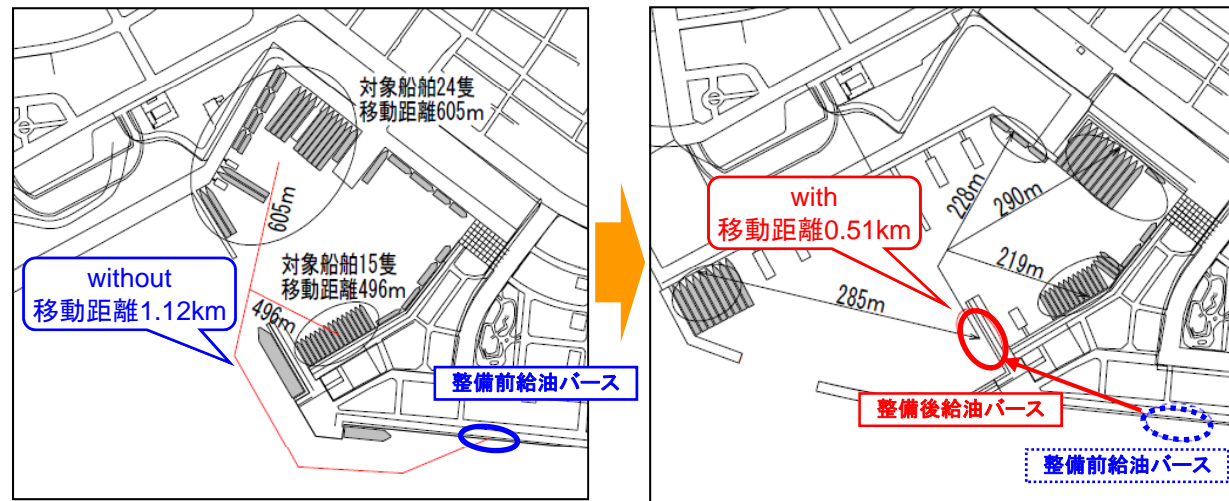 対象船舶24隻
移動距離605m
605m
対象船舶15隻
移動距離496m
without
移動距離1.12km
496m
整備前給油バース
with
移動距離0.51km
228m
290m
219m
285m
整備後給油バース
整備前給油バース